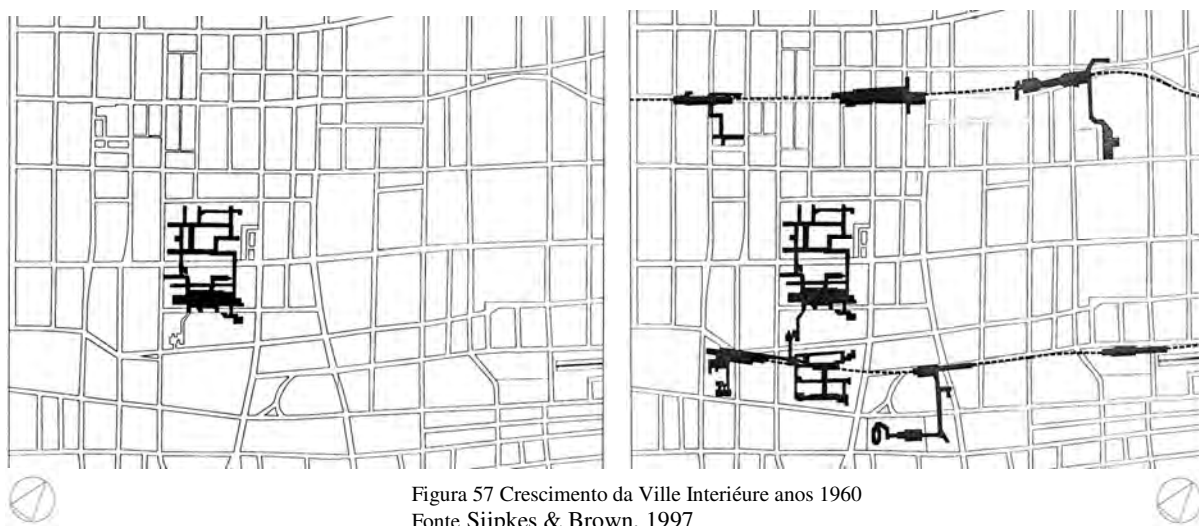 Figura 57 Crescimento da Ville Interiéure anos 1960
Fonte Sijpkes & Brown, 1997